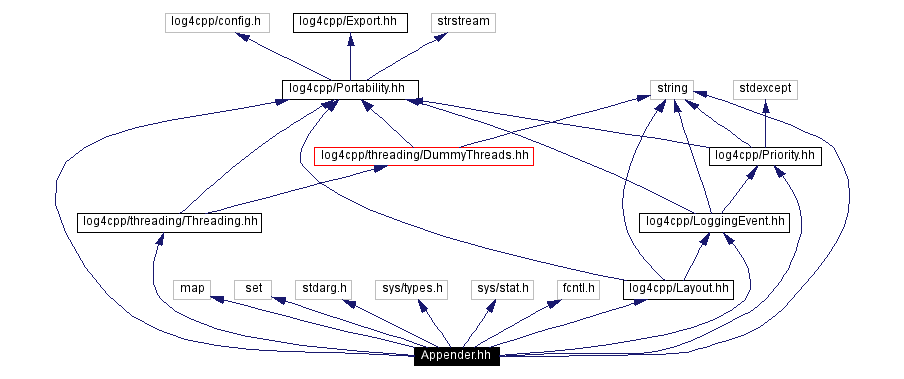 log4cpp/config.h
log4cpp/Export.hh
strstream
log4cpp/Portability.hh
string
stdexcept
log4cpp/threading/DummyThreads.hh
log4cpp/Priority.hh
log4cpp/threading/Threading.hh
log4cpp/LoggingEvent.hh
map
set
stdarg.h
sys/types.h
sys/stat.h
fcntl.h
log4cpp/Layout.hh
Appender.hh